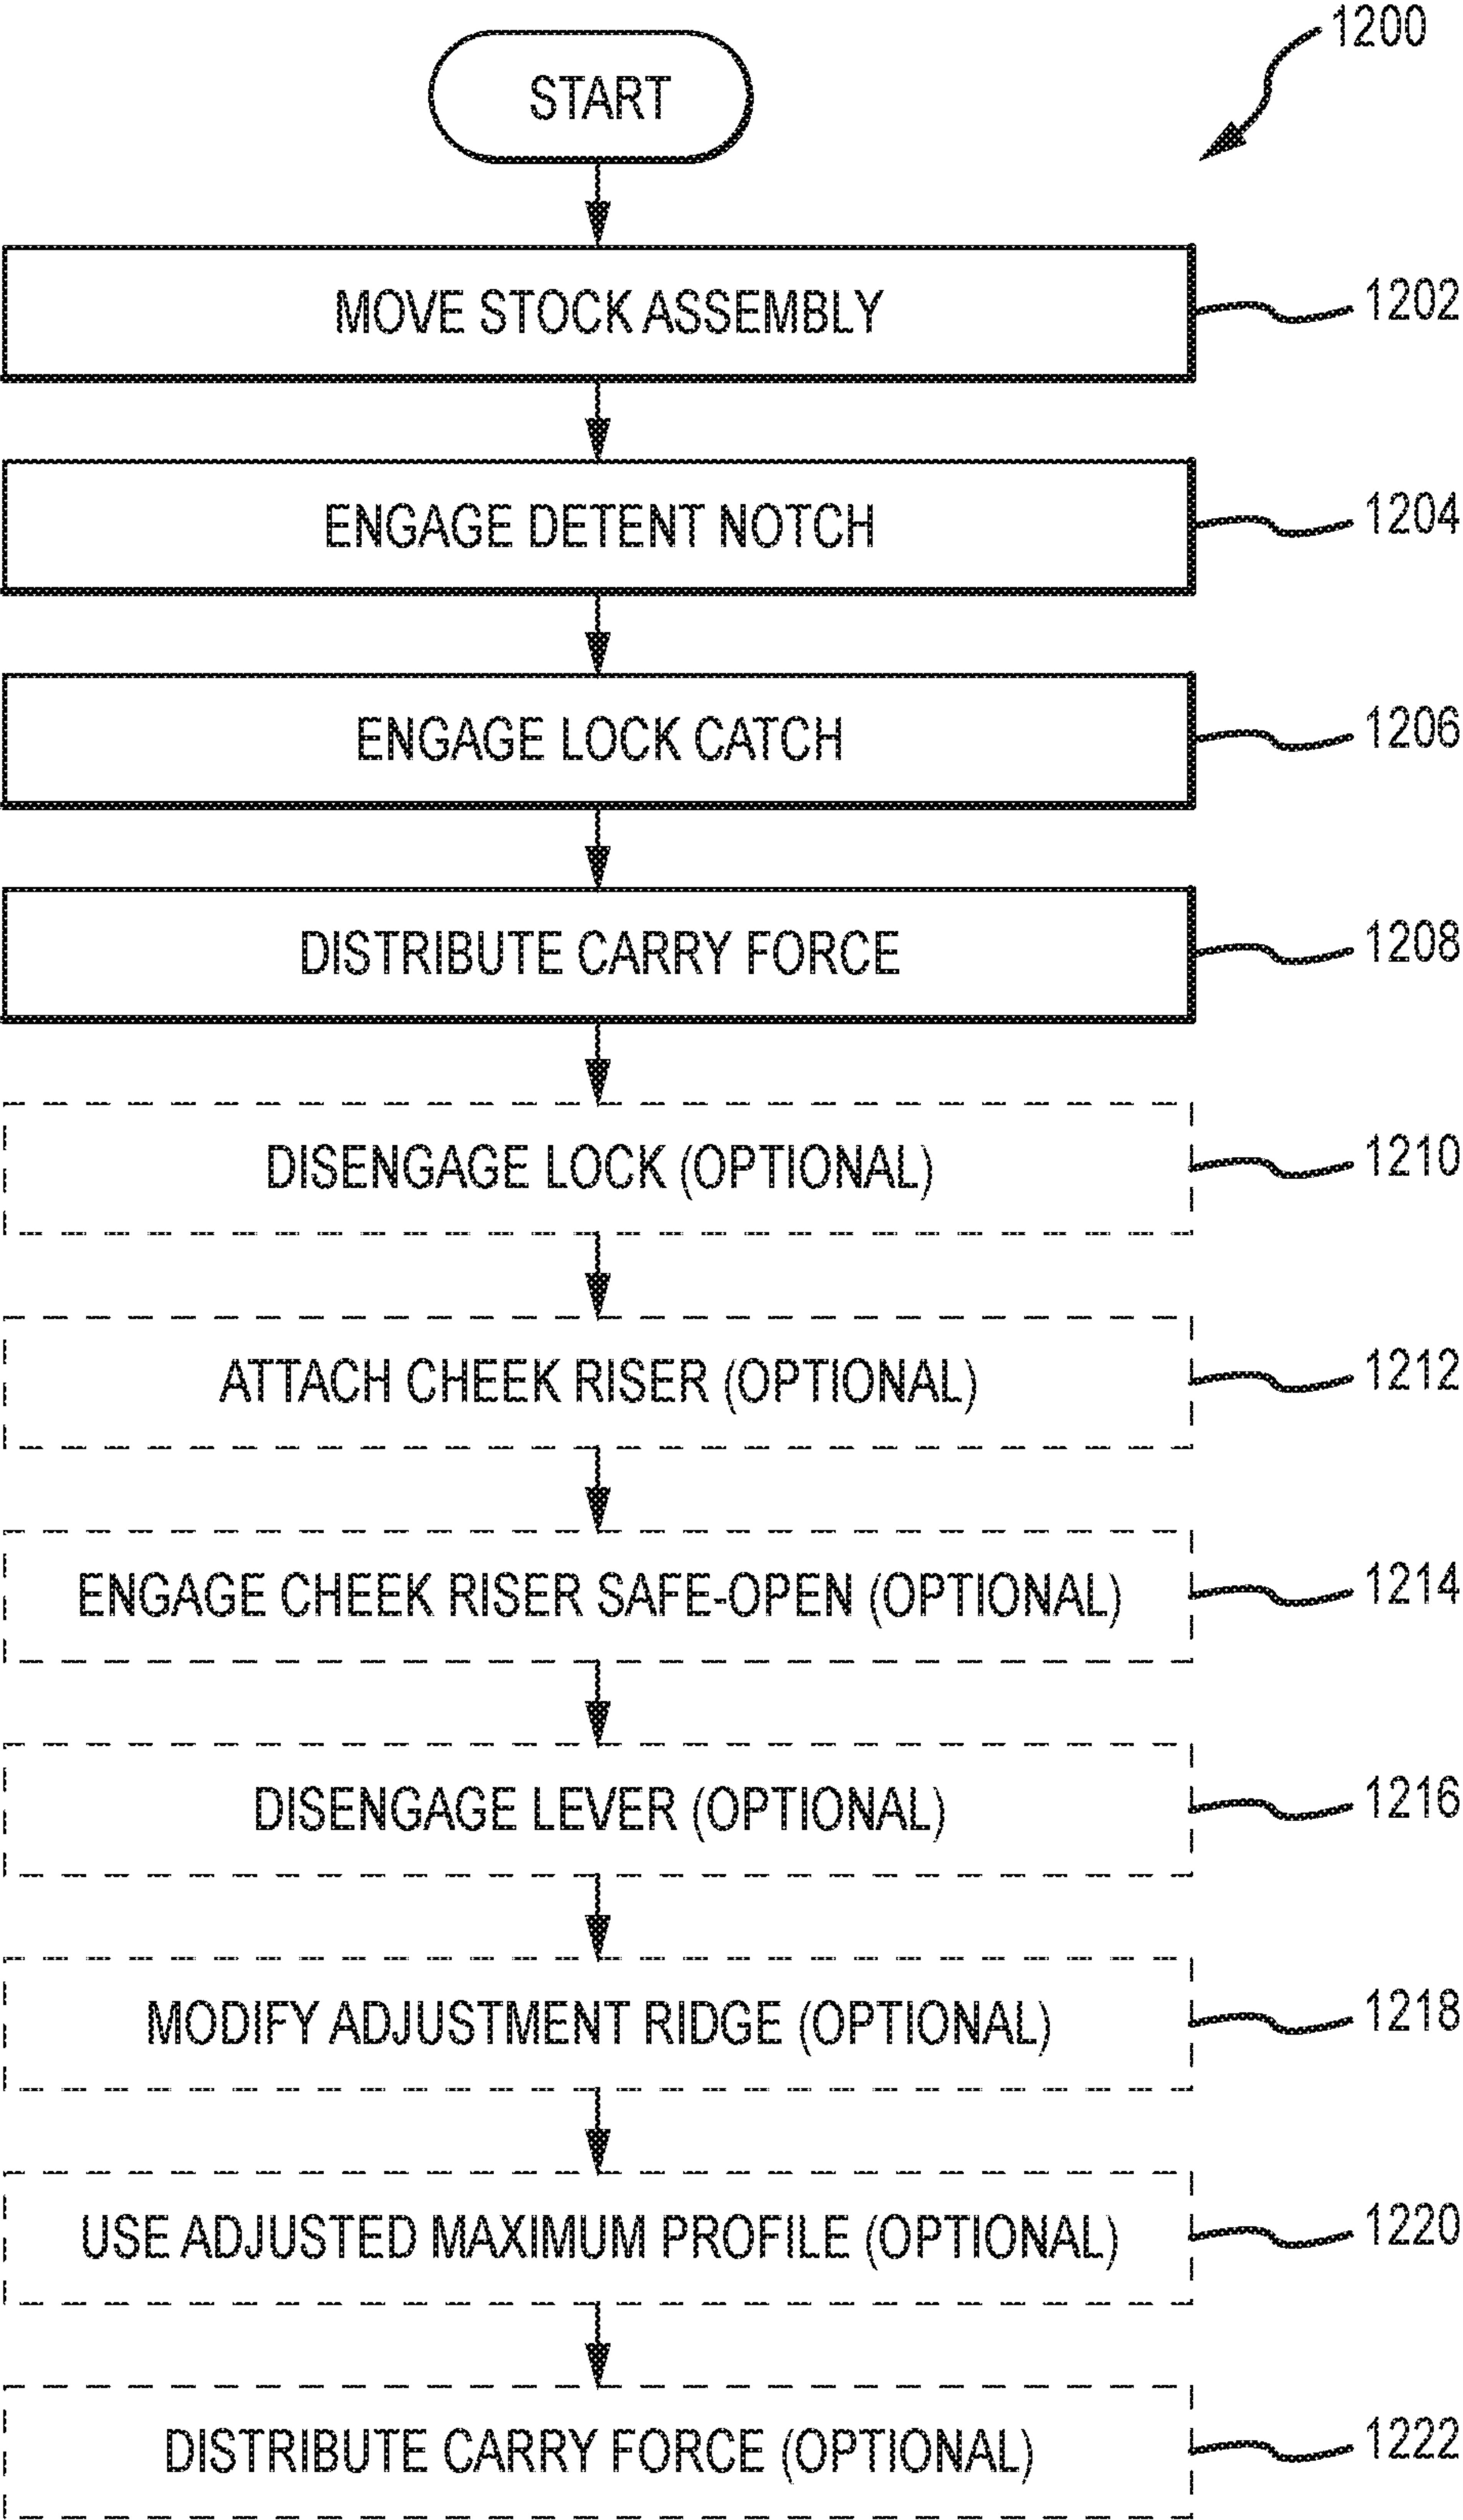 1200
START
MOVE STOCK ASSEMBLY 1202
ENGAGE DETENT NOTCH 1204
ENGAGE LOCK CATCH 1206
DISTRIBUTE CARRY FORCE 1208
DISENGAGE LOCK (OPTIONAL) 1210
ATTACH CHEEK RISER (OPTIONAL) 1212
ENGAGE CHEEK RISER SAFE-OPEN (OPTIONAL) 1214
DISENGAGE LEVER (OPTIONAL) 1216
MODIFY ADJUSTMENT RIDGE (OPTIONAL) 1218
USE ADJUSTED MAXIMUM PROFILE (OPTIONAL) 1220
DISTRIBUTE CARRY FORCE (OPTIONAL) 1222